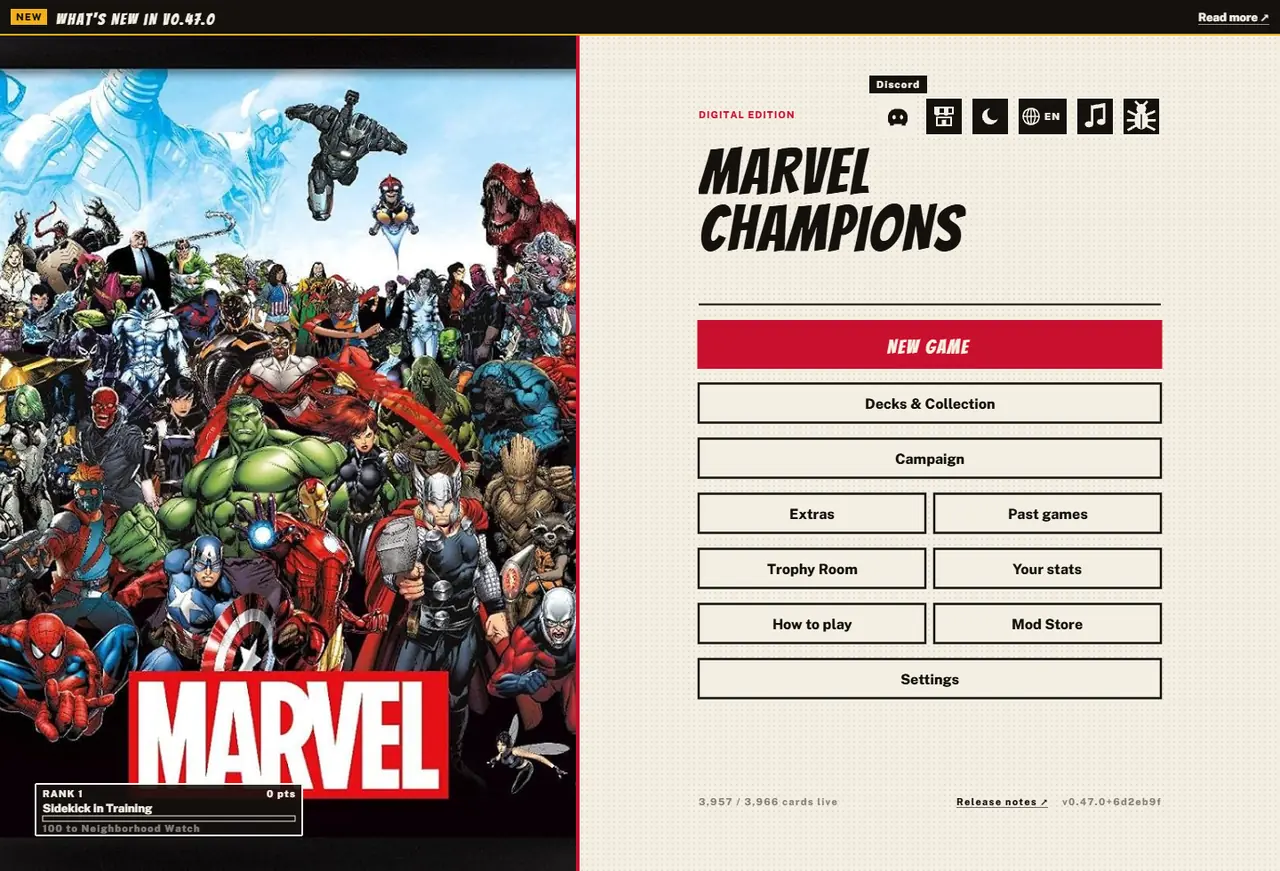 NEW WHAT'S NEW IN V0.47.0
Read more ↗
Discord
DIGITAL EDITION
EN
MARVEL
CHAMPIONS
NEW GAME
Decks & Collection
Campaign
Extras
Past games
Trophy Room
Your stats
How to play
Mod Store
Settings
3,957 / 3,966 cards live
Release notes ↗
v0.47.0+6d2eb9f
MARVEL
RANK 1
0 pts
Sidekick in Training
100 to Neighborhood Watch